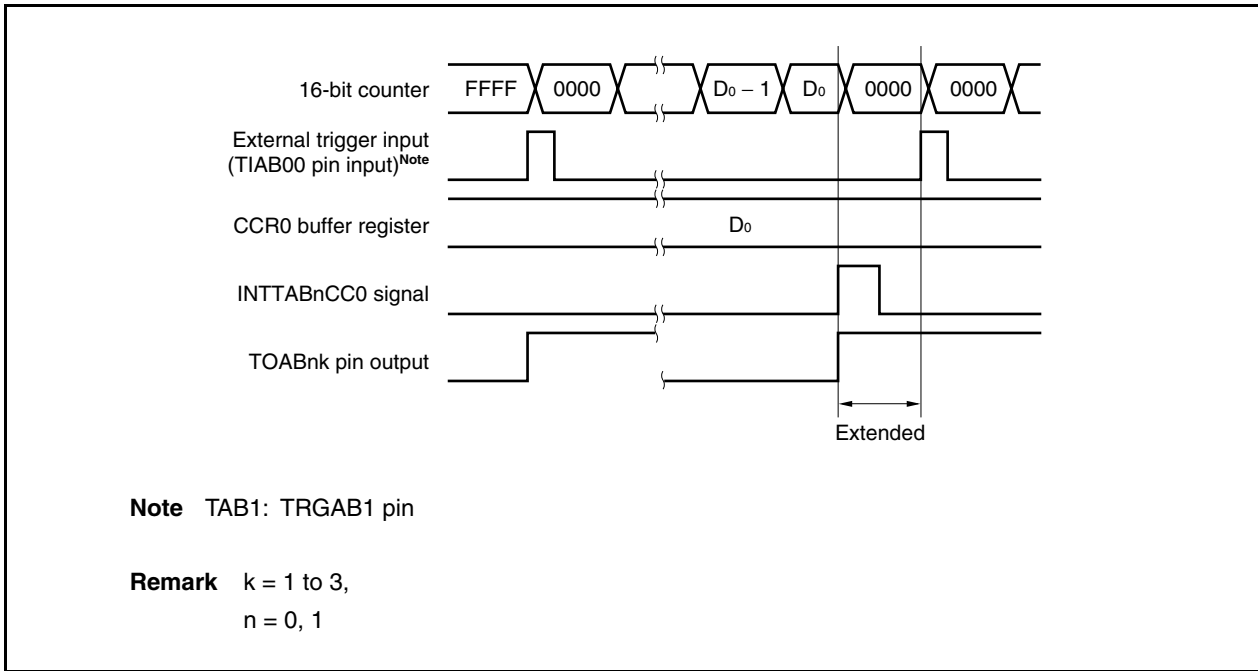 16-bit counter FFFF 0000 D0 − 1 D0 0000 0000
External trigger input
(TIAB00 pin input)Note
CCR0 buffer register D0
INTTABnCC0 signal
TOABnk pin output
Extended
Note TAB1: TRGAB1 pin
Remark k = 1 to 3,
n = 0, 1